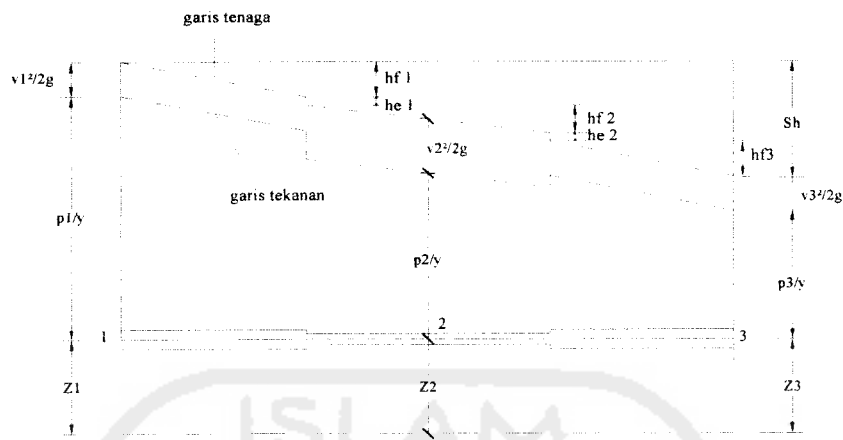 garis tenaga
v1²/2g
hf 1
he 1
hf 2
he 2
Sh
v2²/2g
hf3
garis tekanan
v3²/2g
p1/y
p2/y
p3/y
1
2
3
Z1
Z2
Z3
ISLAM